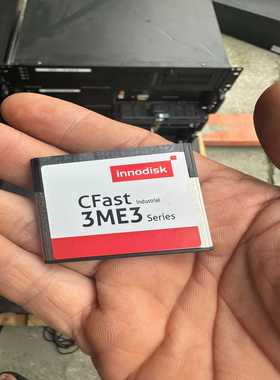 innodisk
CFast Industrial
3ME3 Series